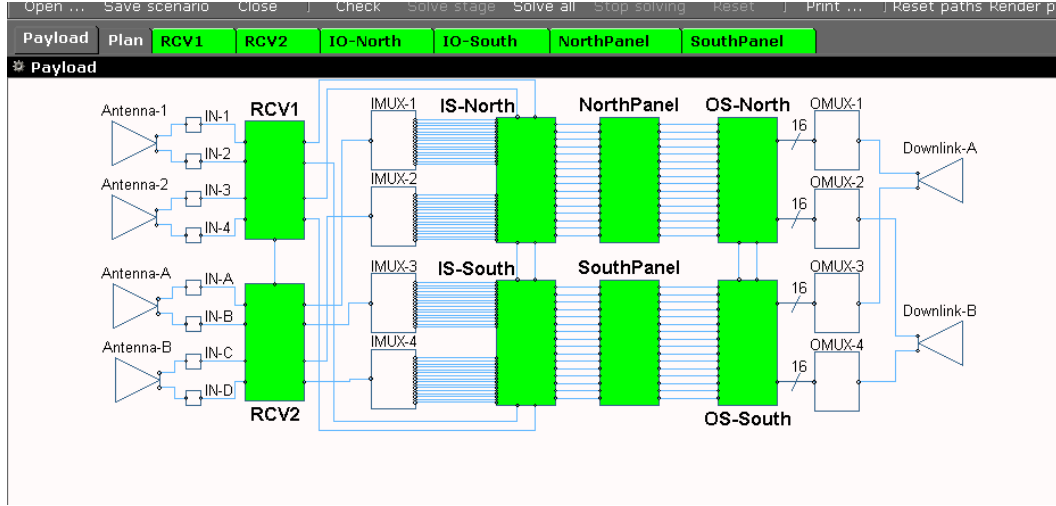 Open ... Save scenario Close ] Check Solve stage Solve all Stop solving Reset ] Print ... ] Reset paths Render p
Payload Plan RCV1 RCV2 IO-North IO-South NorthPanel SouthPanel
Payload
Antenna-1 IN-1 RCV1 IMUX-1 IS-North NorthPanel OS-North OMUX-1
16
IN-2 Downlink-A
Antenna-2 IN-3 IMUX-2 OMUX-2
16
IN-4
Antenna-A IN-A IMUX-3 IS-South SouthPanel OMUX-3
16
IN-B Downlink-B
Antenna-B IN-C IMUX-4 OMUX-4
16
IN-D
RCV2 OS-South